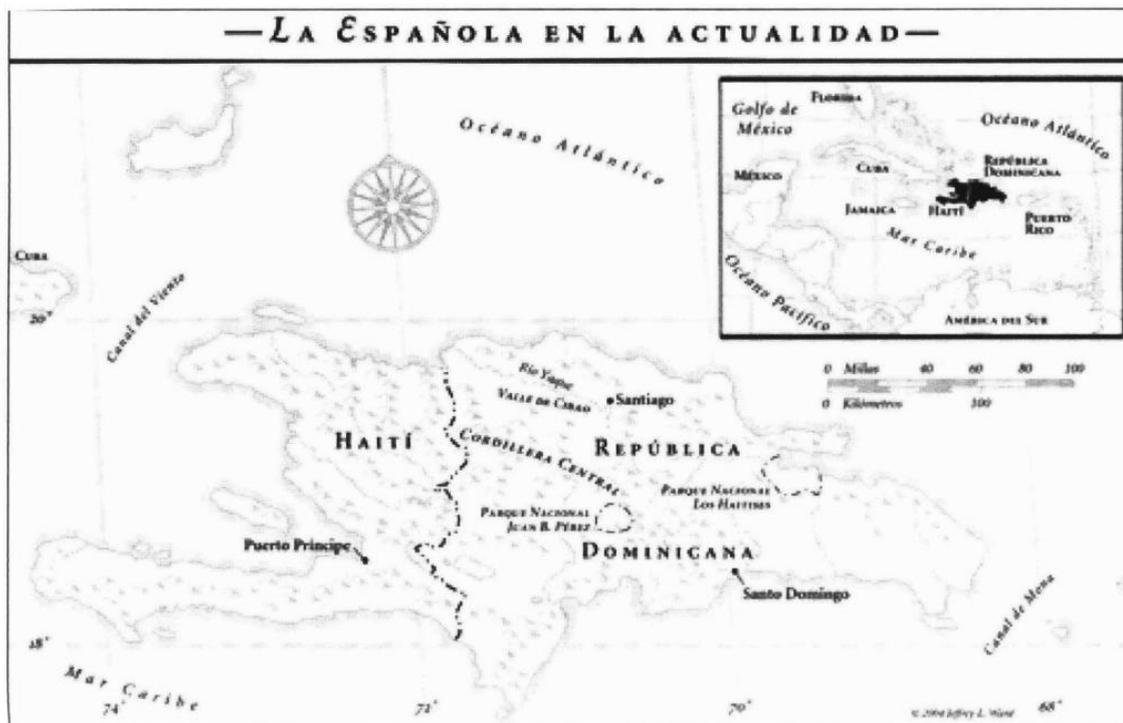 —LA ESPAÑOLA EN LA ACTUALIDAD—
Océano Atlántico
Golfo de
México
FLORIDA
Océano Atlántico
REPÚBLICA
DOMINICANA
CUBA
MÉXICO
JAMAICA
HAITÍ
PUERTO
RICO
Mar Caribe
Océano Pacífico
AMÉRICA DEL SUR
CUBA
Canal del Viento
20°
0 Millas 40 60 80 100
0 Kilómetros 100
Río Yaque
VALLE DE CIBAO
Santiago
HAITÍ
CORDILLERA CENTRAL
REPÚBLICA
PARQUE NACIONAL
LOS HAITISES
PARQUE NACIONAL
JUAN B. PÉREZ
DOMINICANA
Puerto Príncipe
Santo Domingo
Canal de Mona
18°
Mar Caribe
74°
72°
70°
68°
© 2004 Jeffrey L. Ward